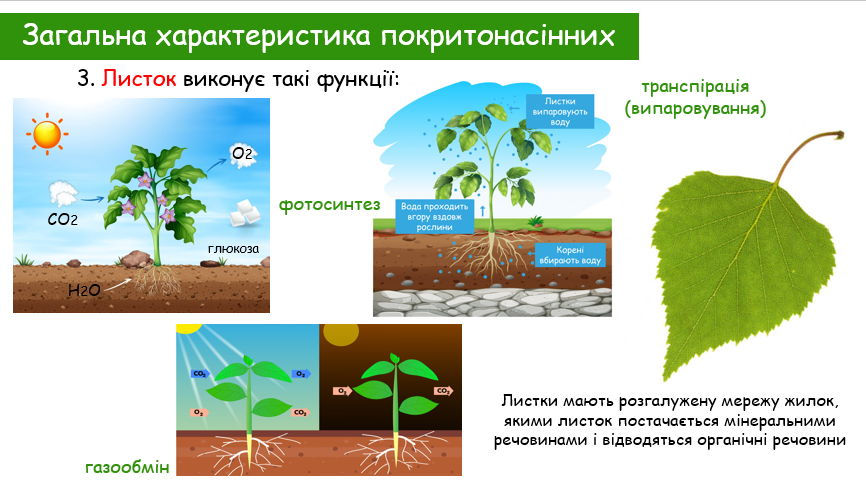 Загальна характеристика покритонасінних
3. Листок виконує такі функції:
транспірація
(випаровування)
Листки
випаровують
воду
O2
CO2
глюкоза
H2O
фотосинтез
Вода проходить
вгору вздовж
рослини
Корені
вбирають воду
CO2
O2
O2
CO2
O2
CO2
газообмін
Листки мають розгалужену мережу жилок,
якими листок постачається мінеральними
речовинами і відводяться органічні речовини